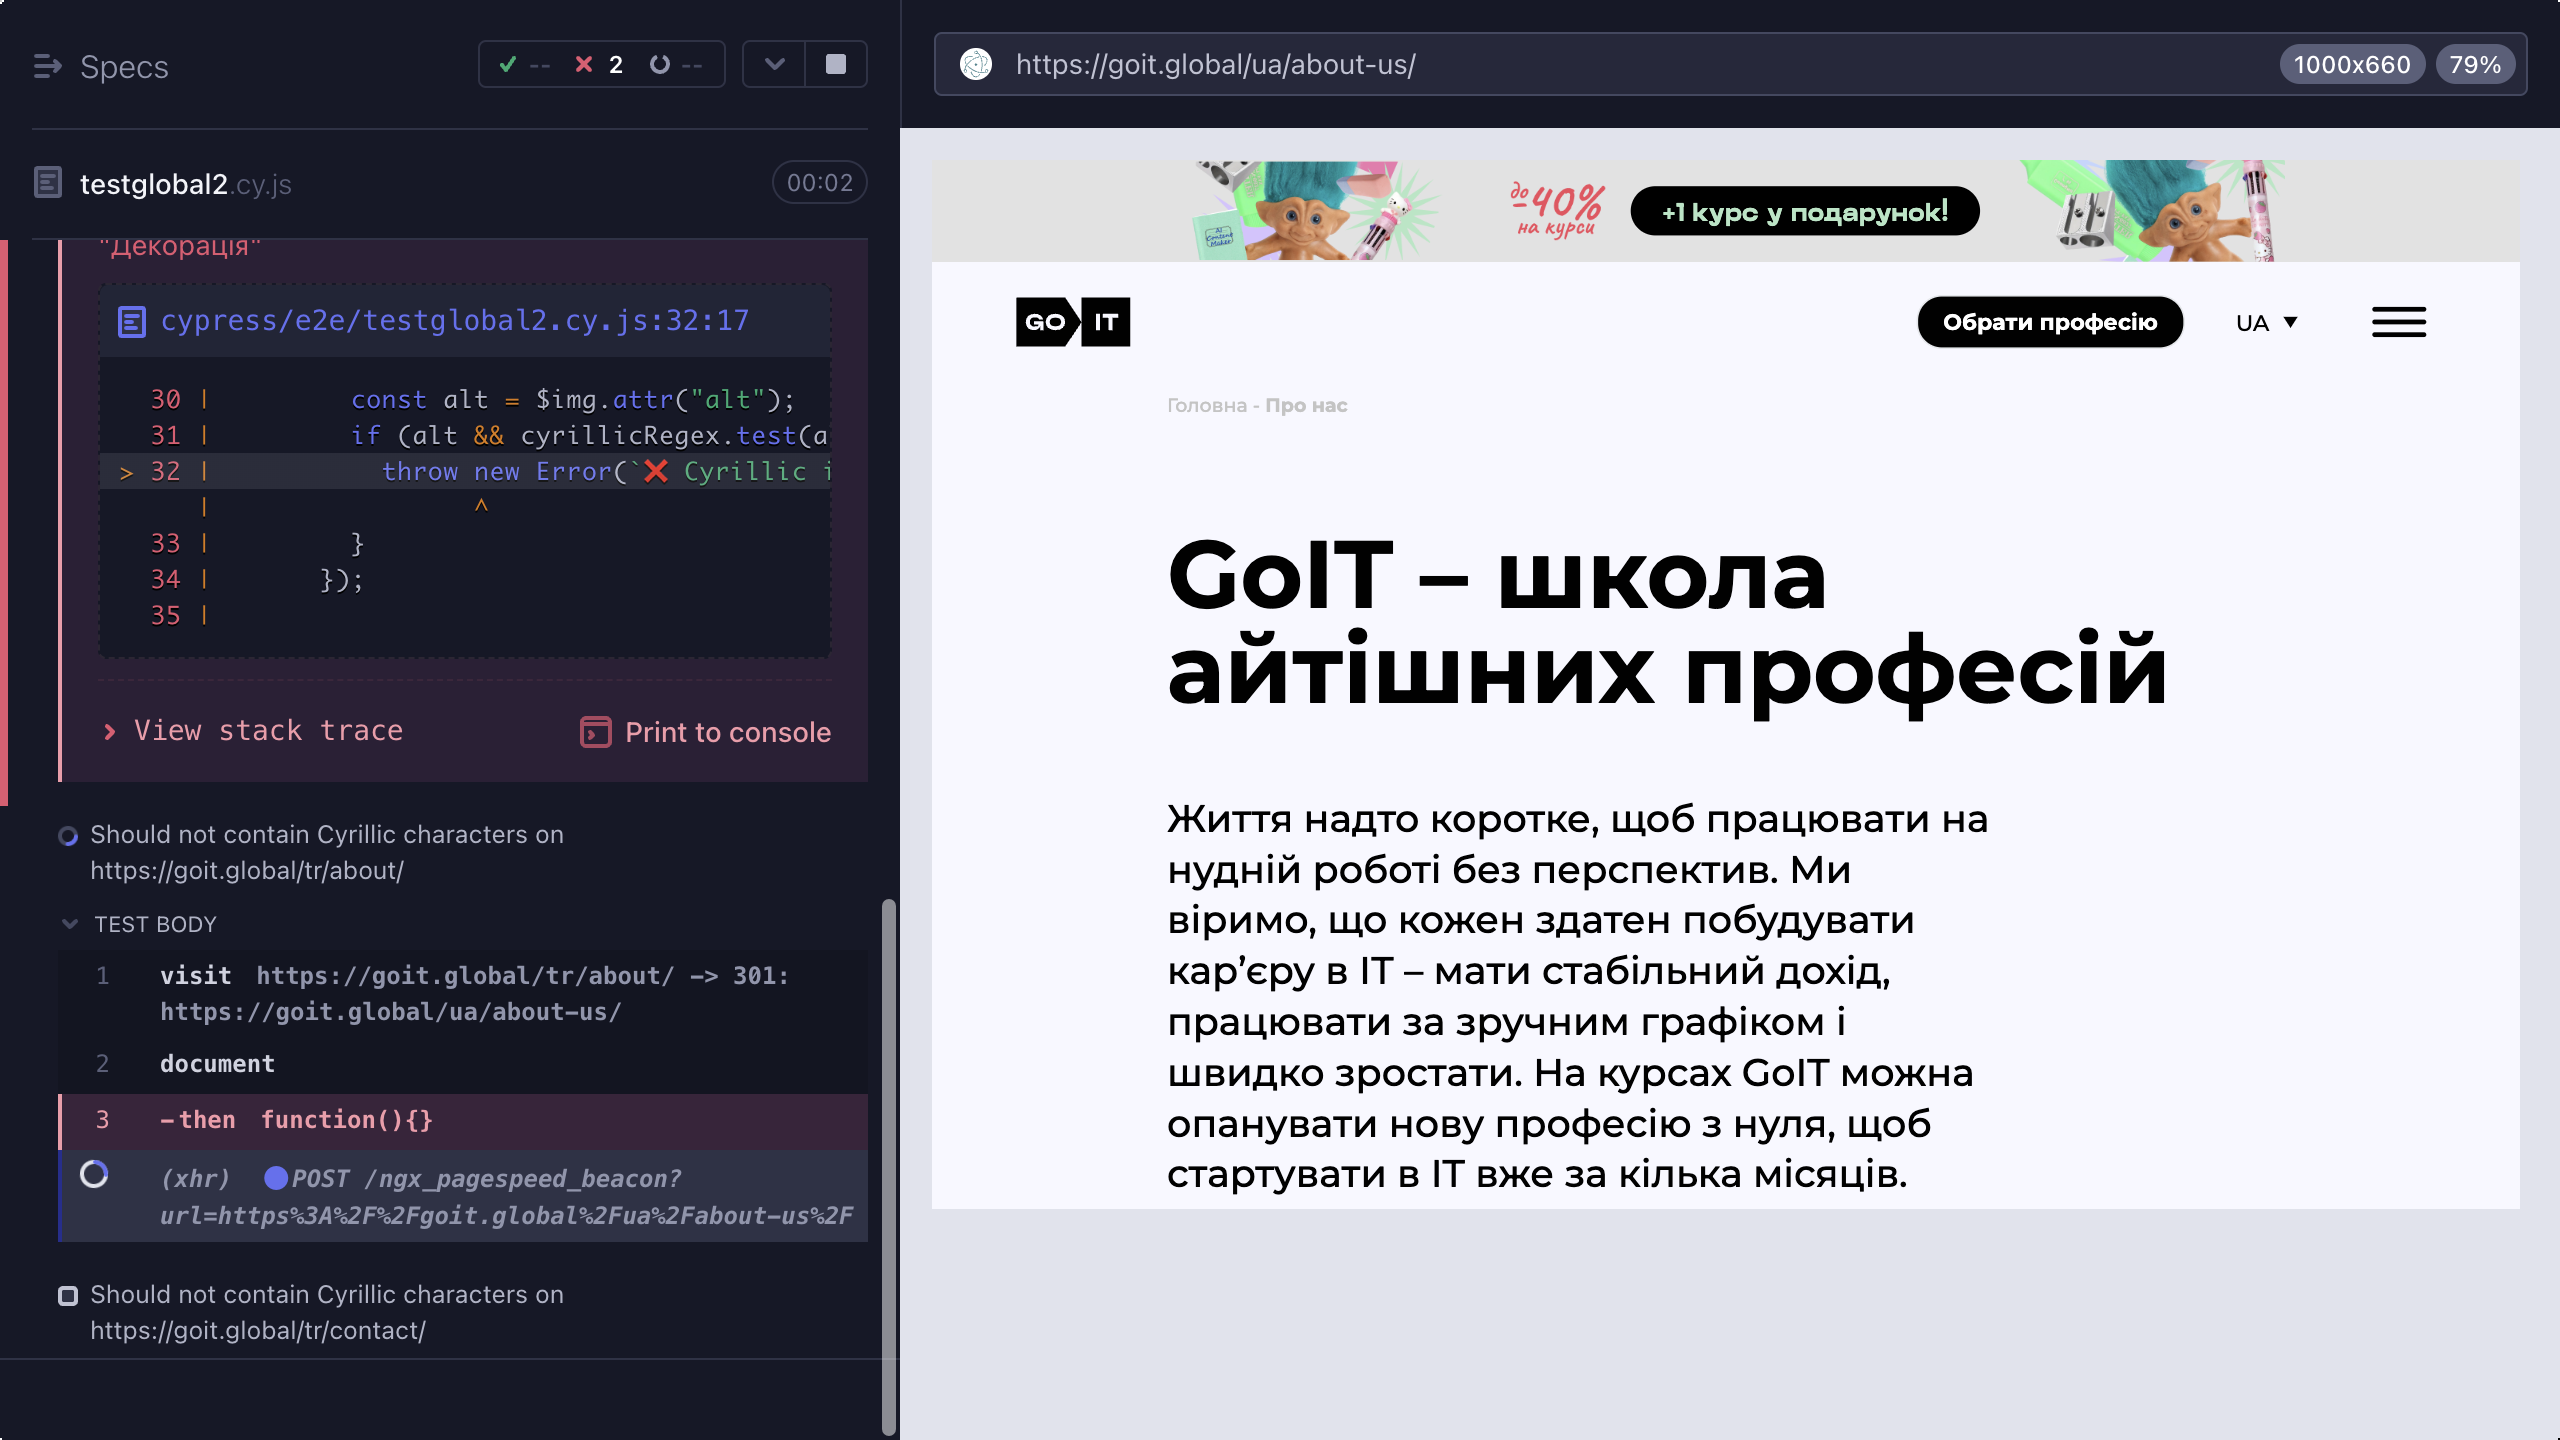 Specs
-- 2 --
testglobal2.cy.js 00:02
"Декорація"
cypress/e2e/testglobal2.cy.js:32:17
30 | const alt = $img.attr("alt");
31 | if (alt && cyrillicRegex.test(a
> 32 | throw new Error(`❌ Cyrillic i
| ^
33 | }
34 | });
35 |
View stack trace
Print to console
Should not contain Cyrillic characters on
https://goit.global/tr/about/
TEST BODY
1 visit https://goit.global/tr/about/ -> 301:
https://goit.global/ua/about-us/
2 document
3 -then function(){}
(xhr) POST /ngx_pagespeed_beacon?
url=https%3A%2F%2Fgoit.global%2Fua%2Fabout-us%2F
Should not contain Cyrillic characters on
https://goit.global/tr/contact/
https://goit.global/ua/about-us/
1000x660 79%
AI
Content
Maker
до
-40%
на курси
+1 курс у подарунок!
GO IT
Обрати професію
UA ▼
Головна - Про нас
GoIT – школа
айтішних професій
Життя надто коротке, щоб працювати на
нудній роботі без перспектив. Ми
віримо, що кожен здатен побудувати
кар’єру в ІТ – мати стабільний дохід,
працювати за зручним графіком і
швидко зростати. На курсах GoIT можна
опанувати нову професію з нуля, щоб
стартувати в ІТ вже за кілька місяців.